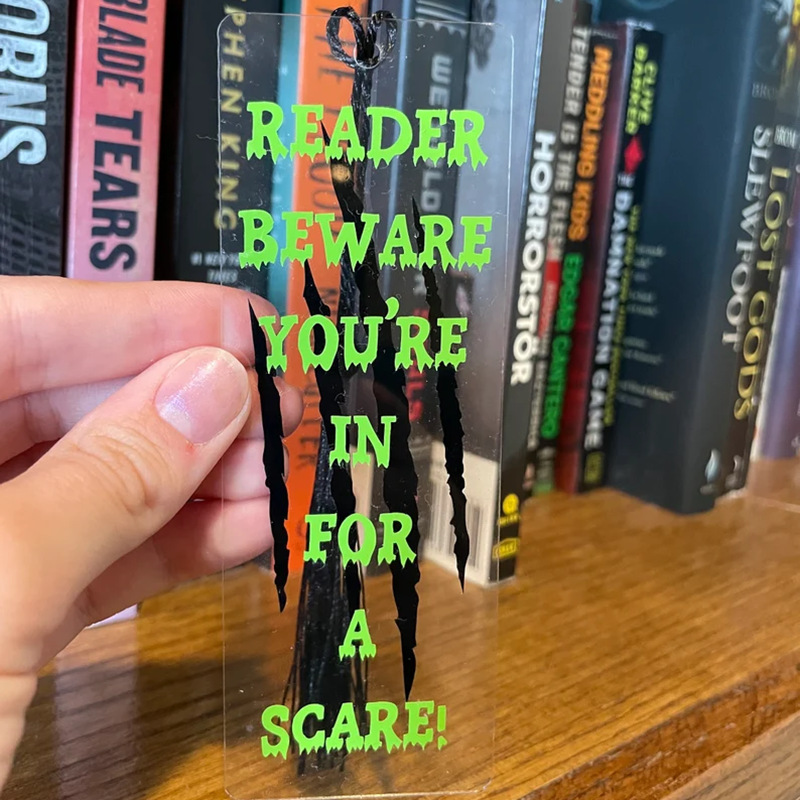 READER
BEWARE,
YOU'RE
IN
FOR
A
SCARE!
ORNS
BLADE TEARS
PHEN KING
HORRORSTÖR
TENDER IS THE FLESH
MEDDLING KIDS EDGAR CANTERO
CLIVE BARKER THE DAMNATION GAME
SLEWFOOT
LOST GODS